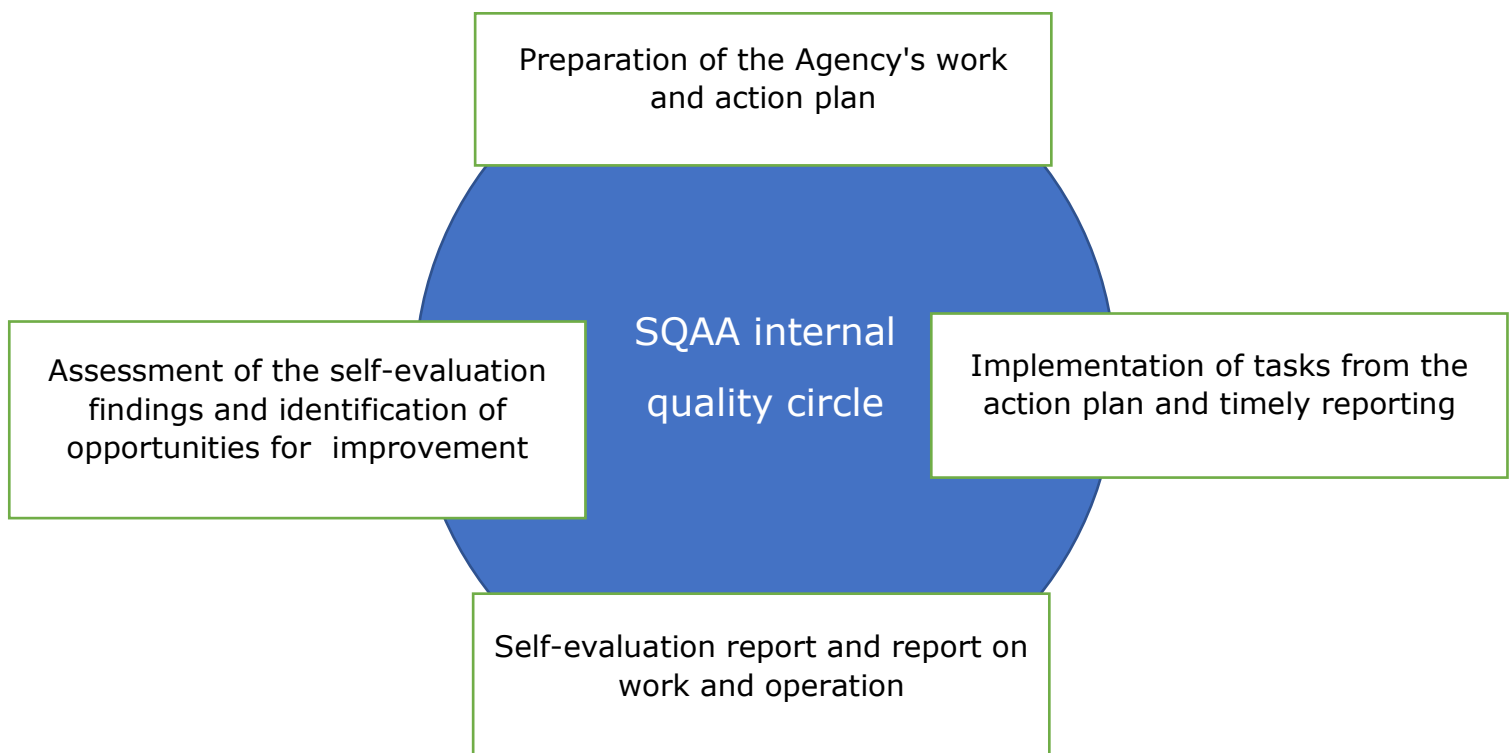 Preparation of the Agency's work
and action plan
SQAA internal
quality circle
Assessment of the self-evaluation
findings and identification of
opportunities for  improvement
Implementation of tasks from the
action plan and timely reporting
Self-evaluation report and report on
work and operation